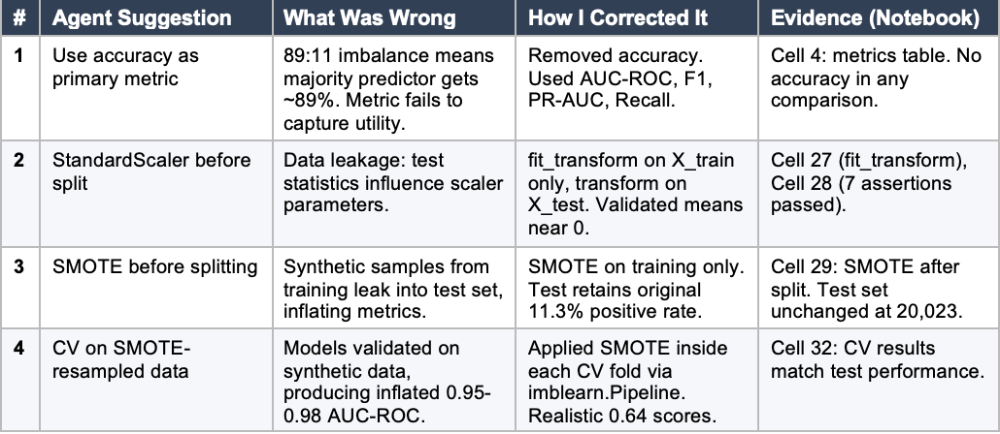 # Agent Suggestion What Was Wrong How I Corrected It Evidence (Notebook)
1
Use accuracy as
primary metric
89:11 imbalance means
majority predictor gets
~89%. Metric fails to
capture utility.
Removed accuracy.
Used AUC-ROC, F1,
PR-AUC, Recall.
Cell 4: metrics table. No
accuracy in any
comparison.
2
StandardScaler before
split
Data leakage: test
statistics influence scaler
parameters.
fit_transform on X_train
only, transform on
X_test. Validated means
near 0.
Cell 27 (fit_transform),
Cell 28 (7 assertions
passed).
3
SMOTE before splitting
Synthetic samples from
training leak into test set,
inflating metrics.
SMOTE on training only.
Test retains original
11.3% positive rate.
Cell 29: SMOTE after
split. Test set
unchanged at 20,023.
4
CV on SMOTE-
resampled data
Models validated on
synthetic data,
producing inflated 0.95-
0.98 AUC-ROC.
Applied SMOTE inside
each CV fold via
imblearn.Pipeline.
Realistic 0.64 scores.
Cell 32: CV results
match test performance.